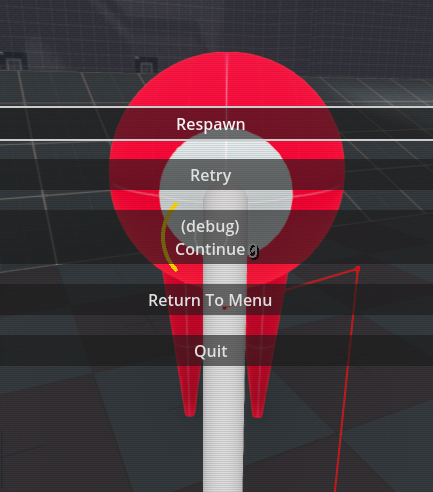 Respawn
Retry
(debug)
Continue
Return To Menu
Quit